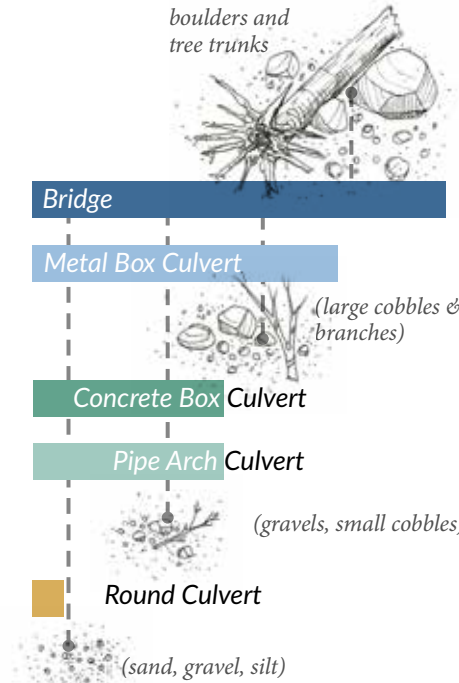 boulders and
tree trunks
Bridge
Metal Box Culvert
(large cobbles &
branches)
Concrete Box Culvert
Pipe Arch Culvert
(gravels, small cobbles)
Round Culvert
(sand, gravel, silt)